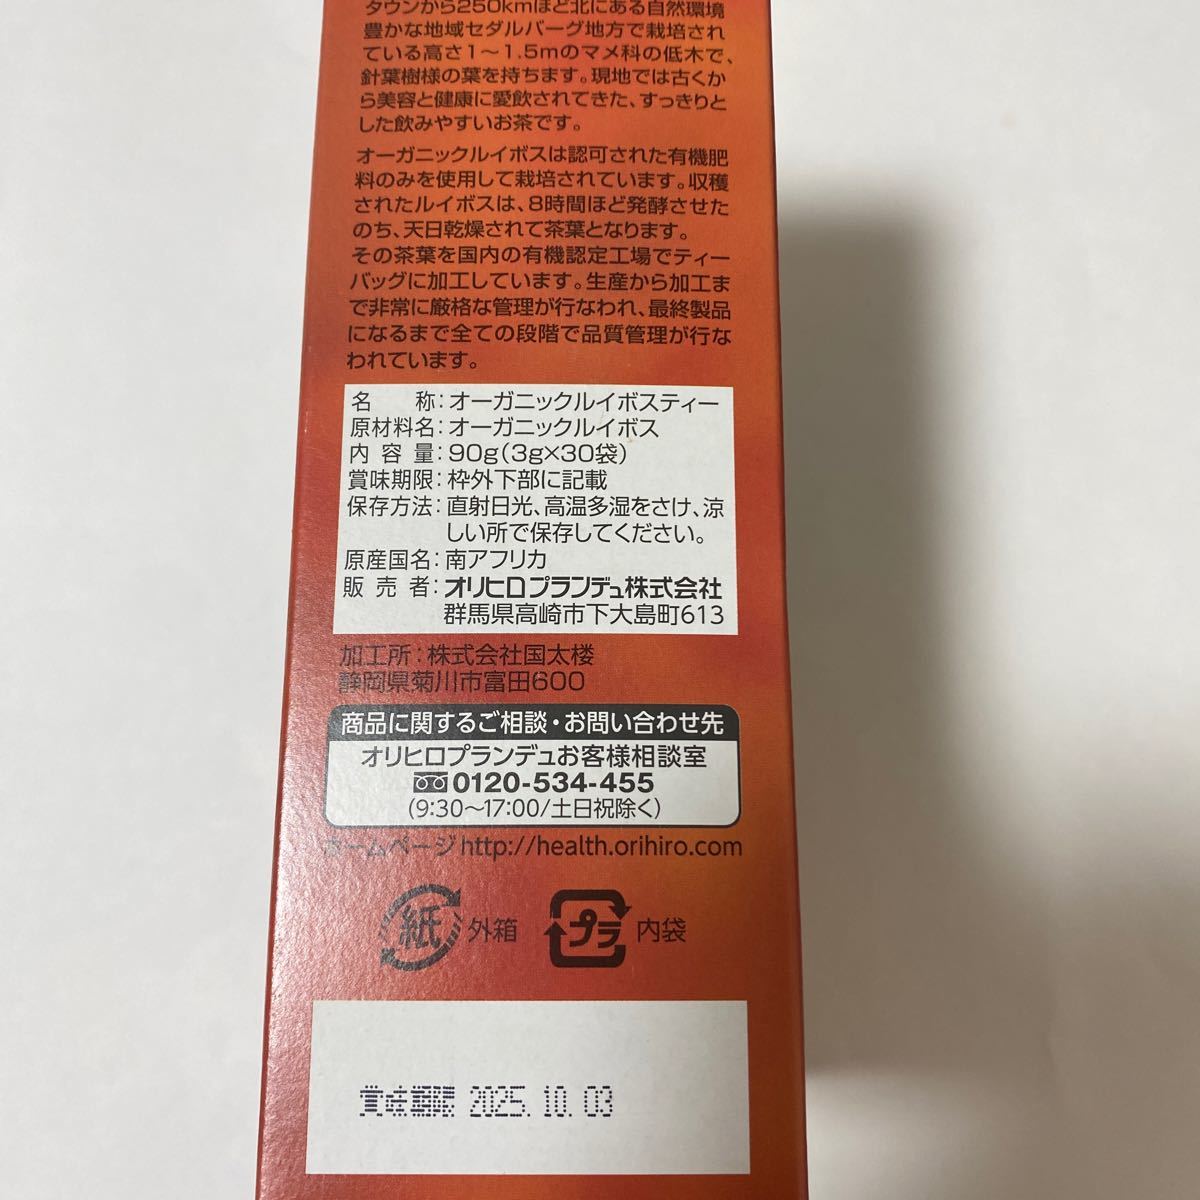 タウンから250kmほど北にある自然環境
豊かな地域セダルバーグ地方で栽培され
ている高さ1〜1.5mのマメ科の低木で、
針葉樹様の葉を持ちます。現地では古くか
ら美容と健康に愛飲されてきた、すっきりと
した飲みやすいお茶です。
オーガニックルイボスは認可された有機肥
料のみを使用して栽培されています。収穫
されたルイボスは、8時間ほど発酵させた
のち、天日乾燥されて茶葉となります。
その茶葉を国内の有機認定工場でティー
バッグに加工しています。生産から加工ま
で非常に厳格な管理が行なわれ、最終製品
になるまで全ての段階で品質管理が行な
われています。
名 称:オーガニックルイボスティー
原材料名:オーガニックルイボス
内容量:90g(3g×30袋)
賞味期限:枠外下部に記載
保存方法:直射日光、高温多湿をさけ、涼
しい所で保存してください。
原産国名:南アフリカ
販売者:オリヒロプランデュ株式会社
群馬県高崎市下大島町613
加工所:株式会社国太楼
静岡県菊川市富田600
商品に関するご相談・お問い合わせ先
オリヒロプランデュお客様相談室
0120-534-455
(9:30〜17:00/土日祝除く)
ホームページhttp://health.orihiro.com
紙 外箱 プラ 内袋
賞味期限 2025.10.03